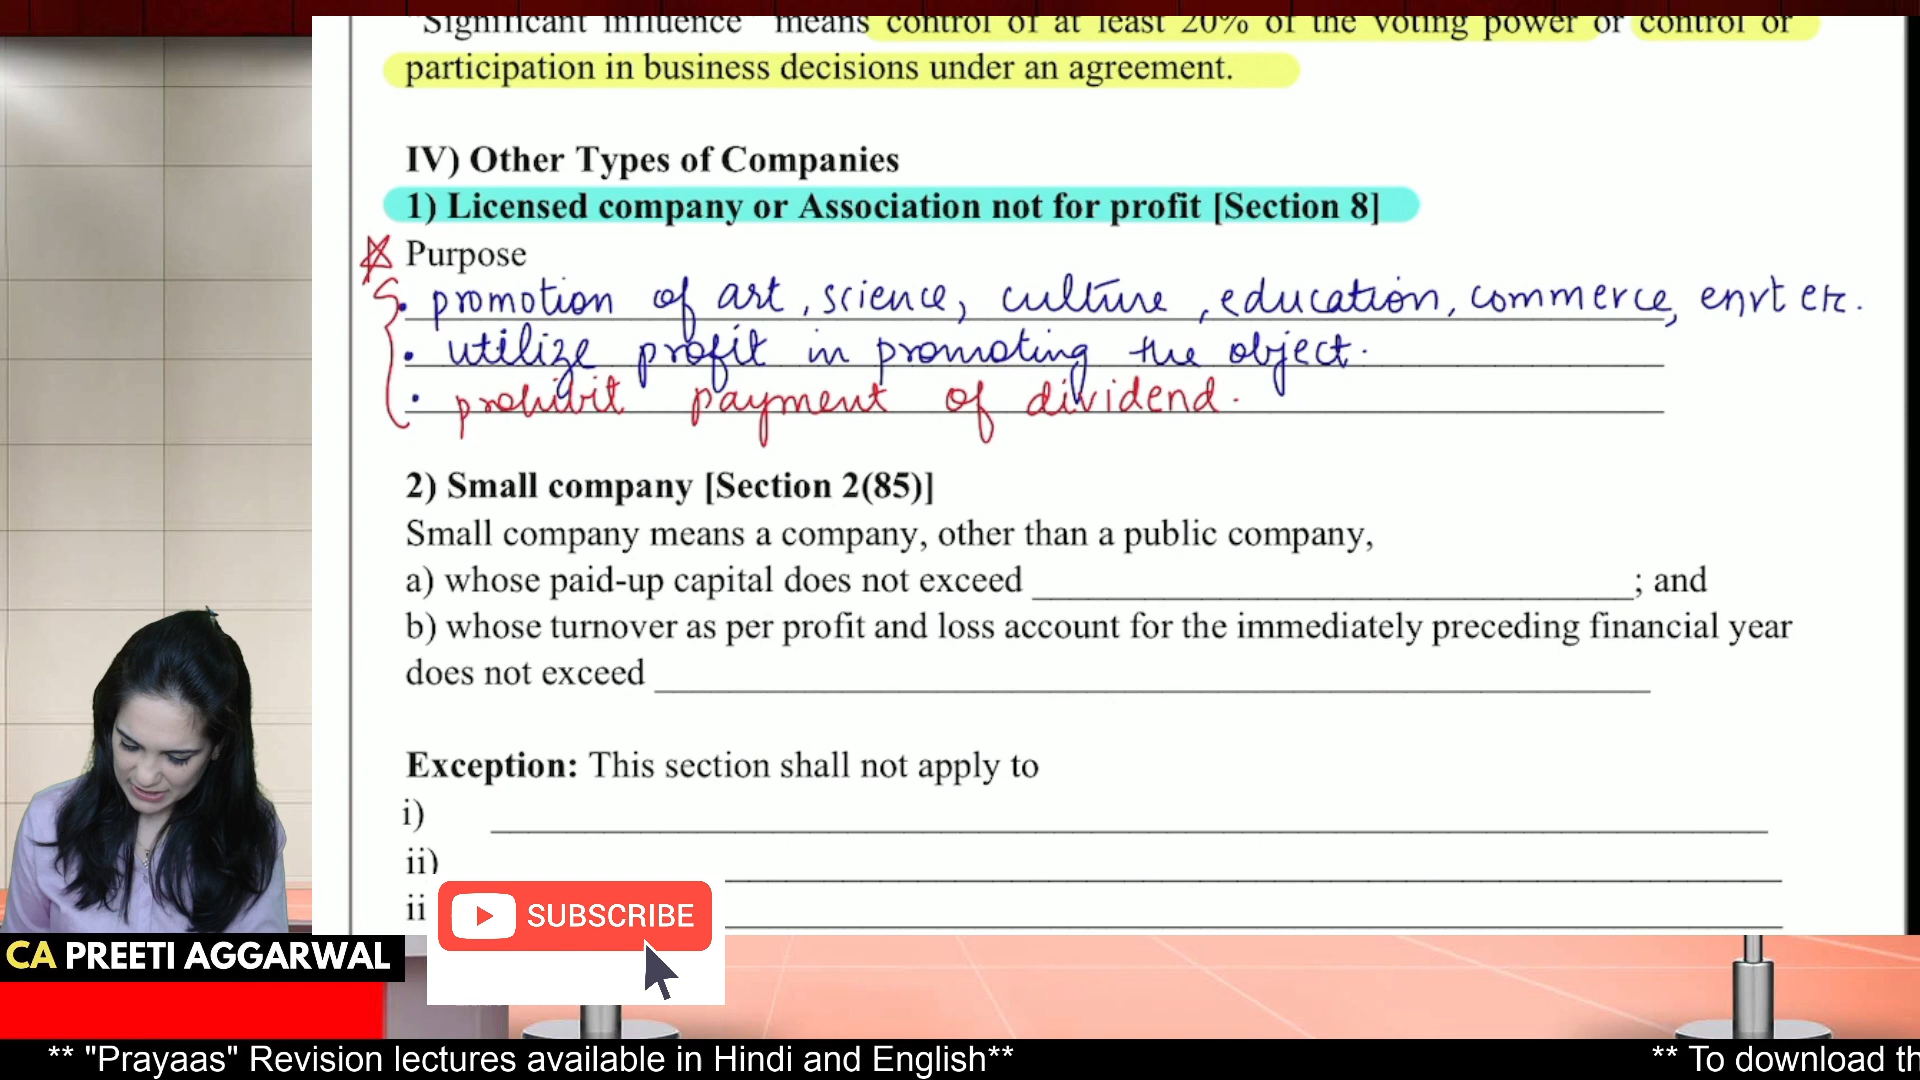 "Significant influence" means control of at least 20% of the voting power or control or
participation in business decisions under an agreement.
IV) Other Types of Companies
1) Licensed company or Association not for profit [Section 8]
Purpose
• promotion of art, science, culture, education, commerce, envt etc.
• utilize profit in promoting the object.
• prohibit payment of dividend.
2) Small company [Section 2(85)]
Small company means a company, other than a public company,
a) whose paid-up capital does not exceed ; and
b) whose turnover as per profit and loss account for the immediately preceding financial year
does not exceed
Exception: This section shall not apply to
i)
ii)
ii
SUBSCRIBE
CA PREETI AGGARWAL
** "Prayaas" Revision lectures available in Hindi and English** ** To download th